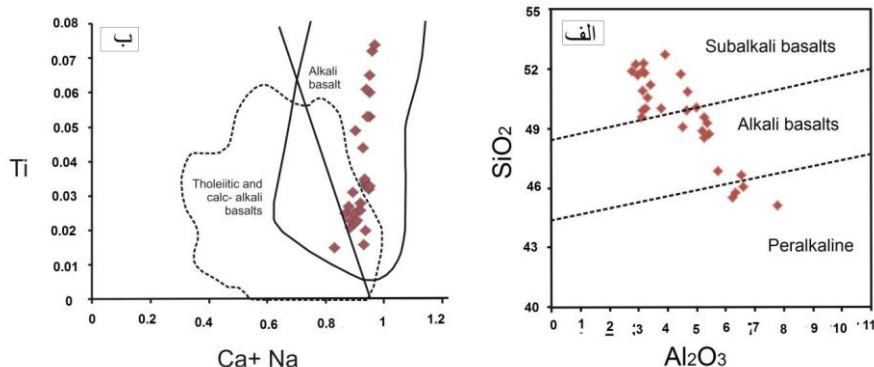 ب
Ti
0.08
0.07
0.06
0.05
0.04
0.03
0.02
0.01
0
Alkali
basalt
Tholeiitic and
calc- alkali
basalts
0 0.2 0.4 0.6 0.8 1 1.2
Ca+ Na
الف
SiO2
55
52
49
46
43
40
Subalkali basalts
Alkali basalts
Peralkaline
0 1 2 3 4 5 6 7 8 9 10 11
Al2O3